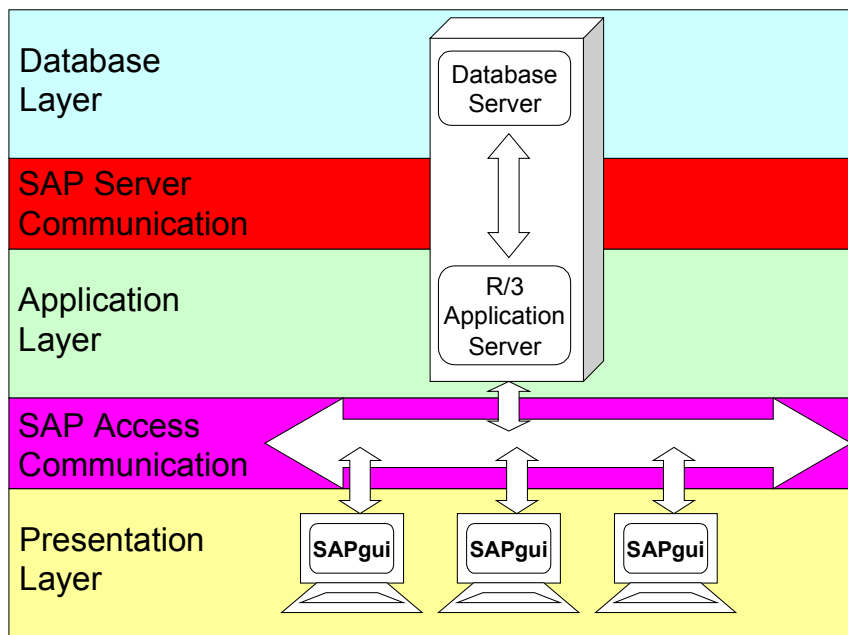 Database
Layer
Database
Server
SAP Server
Communication
Application
Layer
R/3
Application
Server
SAP Access
Communication
Presentation
Layer
SAPgui
SAPgui
SAPgui